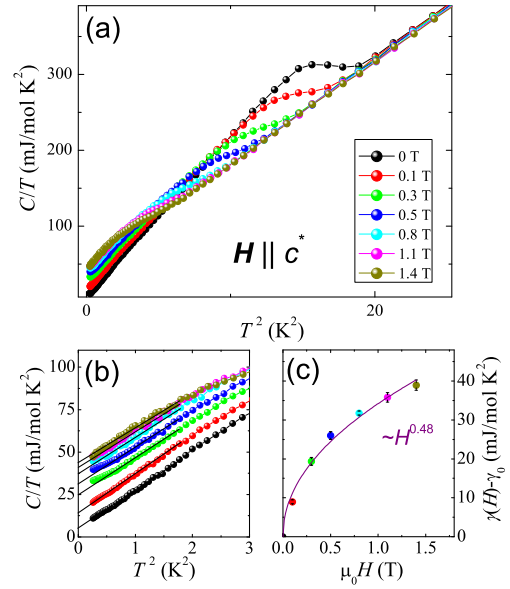 (a)
C/T (mJ/mol K²)
300
200
100
0 T
0.1 T
0.3 T
0.5 T
0.8 T
1.1 T
1.4 T
H || c*
0
20
T² (K²)
(b)
C/T (mJ/mol K²)
100
75
50
25
0
0
1
2
3
T² (K²)
(c)
~H^0.48
40
30
20
10
0
γ(H)-γ₀ (mJ/mol K²)
0.0
0.5
1.0
1.5
μ₀H (T)